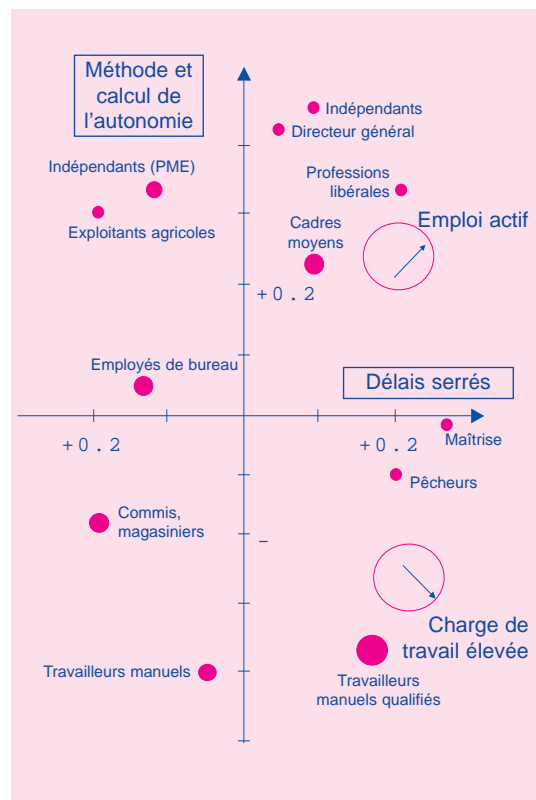 Méthode et
calcul de
l'autonomie
Indépendants
Directeur général
Indépendants (PME)
Professions
libérales
Exploitants agricoles
Cadres
moyens
Emploi actif
+0.2
Employés de bureau
Délais serrés
+0.2
+0.2
Maîtrise
Pêcheurs
Commis,
magasiniers
–
Charge de
travail élevée
Travailleurs manuels
Travailleurs
manuels qualifiés